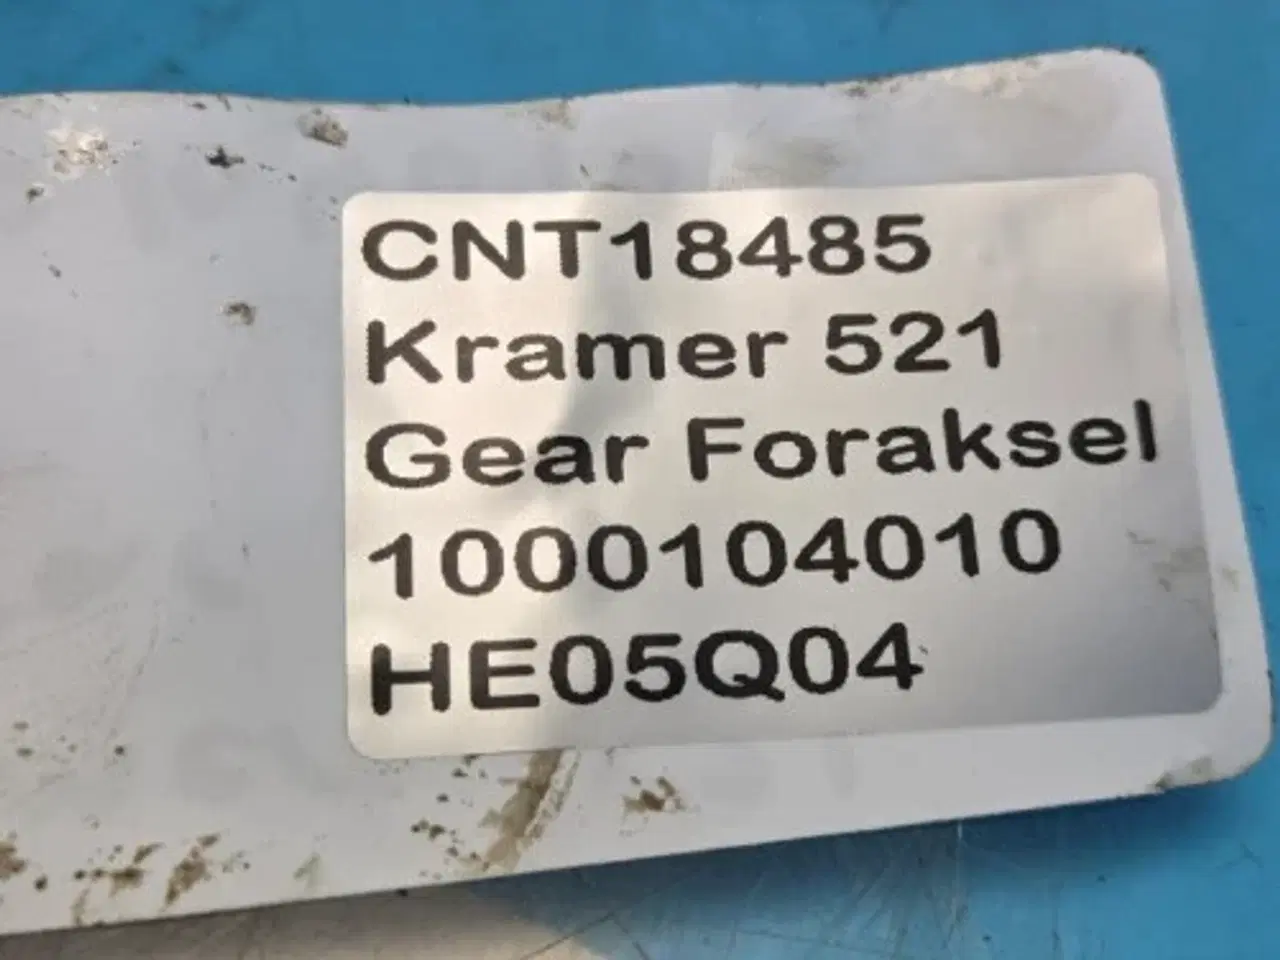 CNT18485
Kramer 521
Gear Foraksel
1000104010
HE05Q04